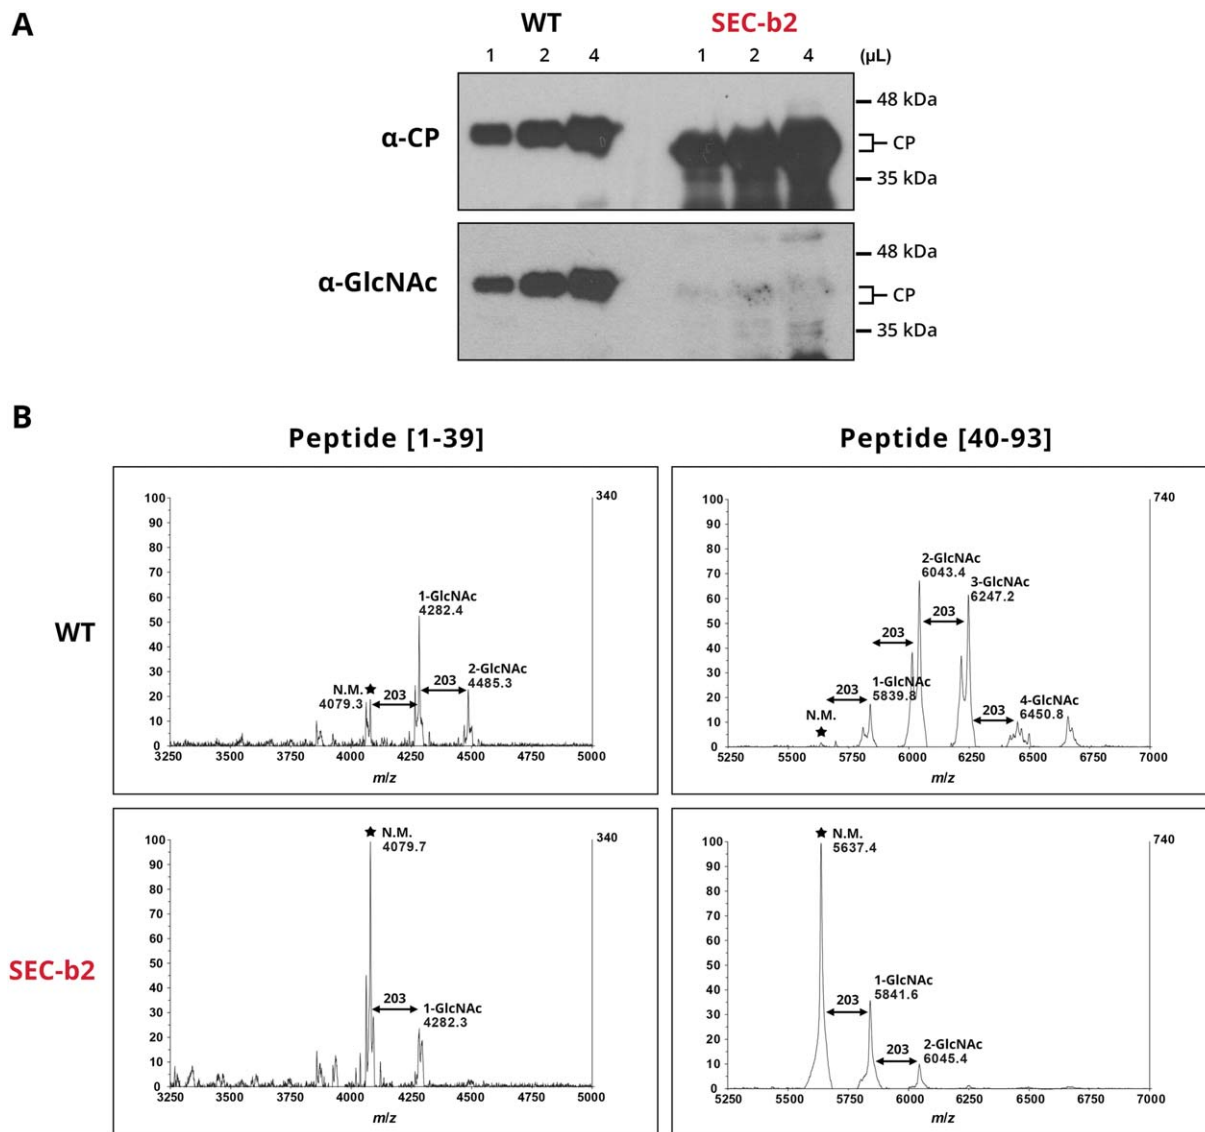 A
WT SEC-b2
1 2 4 1 2 4 (µL)
α-CP
48 kDa
CP
35 kDa
α-GlcNAc
48 kDa
CP
35 kDa
B
Peptide [1-39] Peptide [40-93]
WT
100
90
80
70
60
50
40
30
20
10
0
340
1-GlcNAc
4282.4
2-GlcNAc
4485.3
N.M.
4079.3
203
203
3250 3500 3750 4000 4250 4500 4750 5000
m/z
100
90
80
70
60
50
40
30
20
10
0
740
2-GlcNAc
6043.4
3-GlcNAc
6247.2
203
203
1-GlcNAc
5839.8
203
4-GlcNAc
6450.8
203
N.M.
5250 5500 5750 6000 6250 6500 6750 7000
m/z
SEC-b2
100
90
80
70
60
50
40
30
20
10
0
340
★ N.M.
4079.7
203
1-GlcNAc
4282.3
3250 3500 3750 4000 4250 4500 4750 5000
m/z
100
90
80
70
60
50
40
30
20
10
0
740
★ N.M.
5637.4
1-GlcNAc
5841.6
203
2-GlcNAc
6045.4
203
5250 5500 5750 6000 6250 6500 6750 7000
m/z